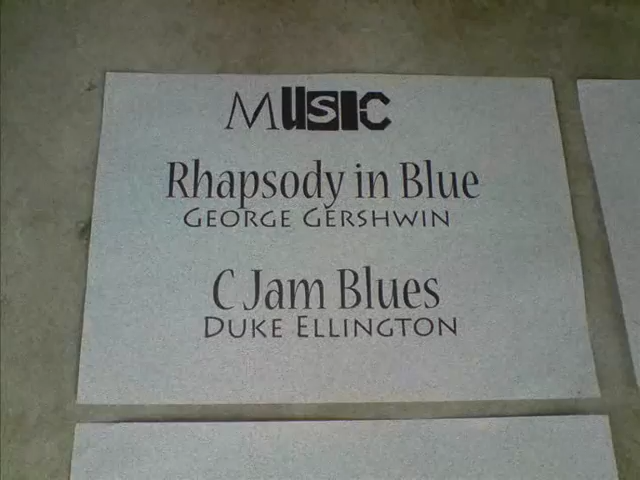 MUSIC
Rhapsody in Blue
GEORGE GERSHWIN
C Jam Blues
DUKE ELLINGTON